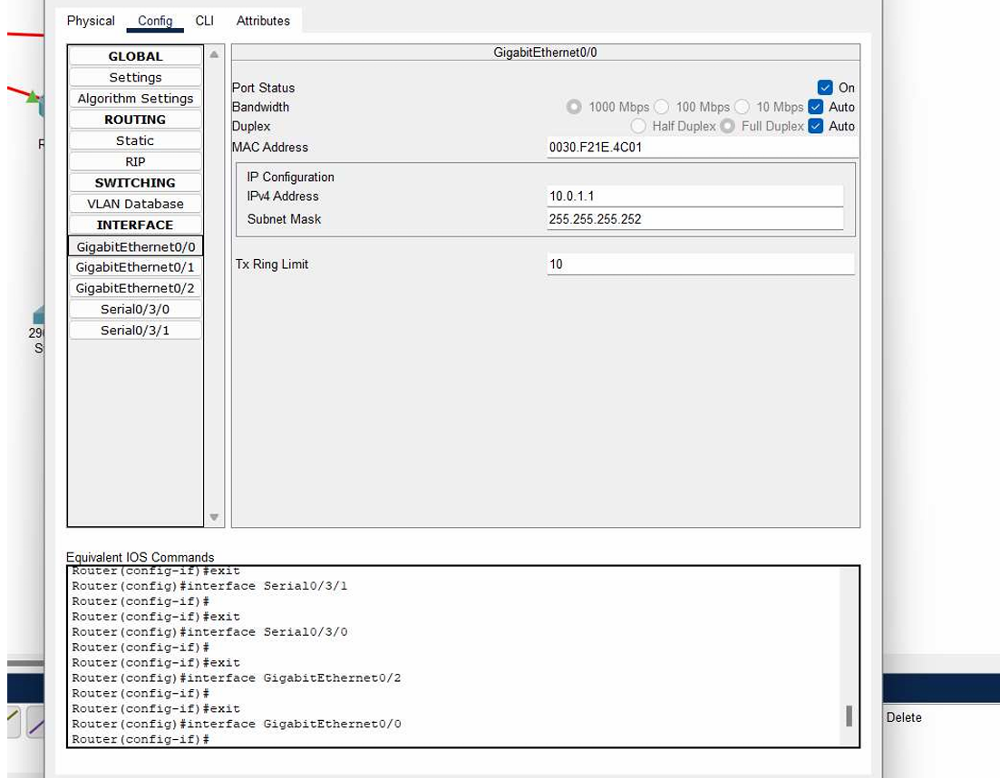 Physical Config CLI Attributes
GLOBAL
Settings
Algorithm Settings
ROUTING
Static
RIP
SWITCHING
VLAN Database
INTERFACE
GigabitEthernet0/0
GigabitEthernet0/1
GigabitEthernet0/2
Serial0/3/0
Serial0/3/1
GigabitEthernet0/0
Port Status On
Bandwidth 1000 Mbps 100 Mbps 10 Mbps Auto
Duplex Half Duplex Full Duplex Auto
MAC Address 0030.F21E.4C01
IP Configuration
IPv4 Address 10.0.1.1
Subnet Mask 255.255.255.252
Tx Ring Limit 10
Equivalent IOS Commands
Router(config-if)#exit
Router(config)#interface Serial0/3/1
Router(config-if)#
Router(config-if)#exit
Router(config)#interface Serial0/3/0
Router(config-if)#
Router(config-if)#exit
Router(config)#interface GigabitEthernet0/2
Router(config-if)#
Router(config-if)#exit
Router(config)#interface GigabitEthernet0/0
Router(config-if)#
Delete